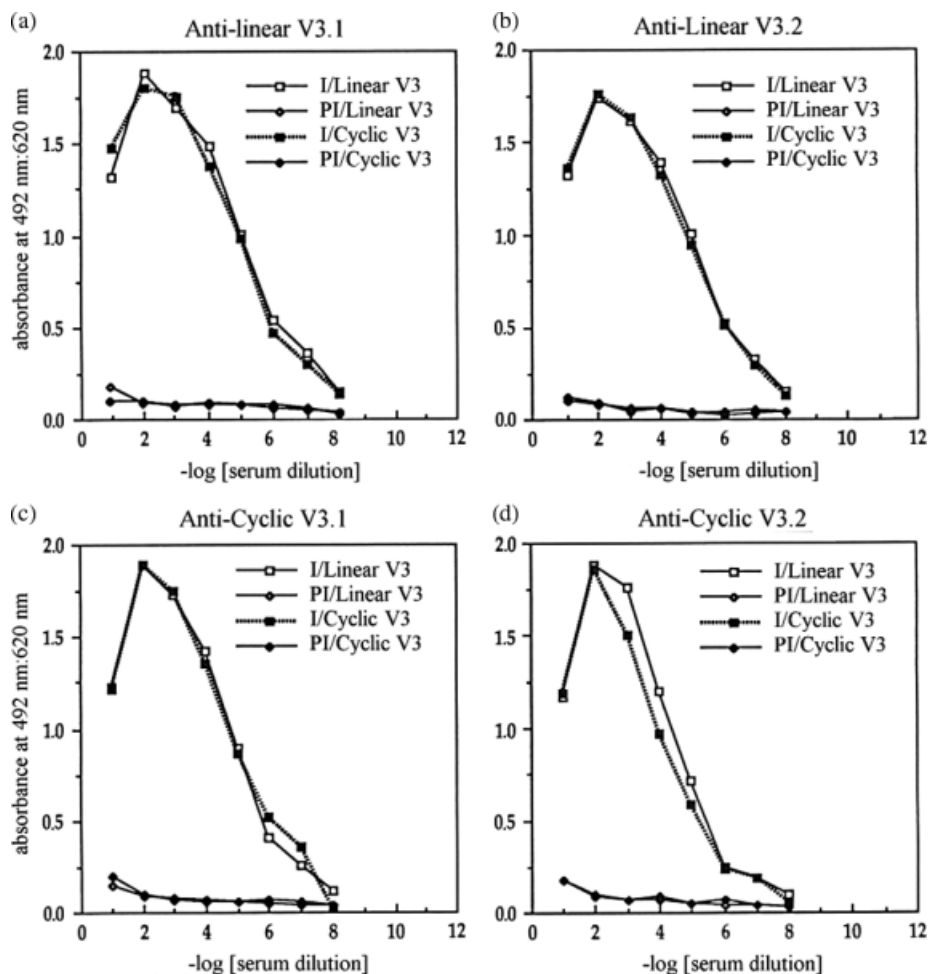 (a) Anti-linear V3.1
2.0
1.5
1.0
0.5
0.0
absorbance at 492 nm:620 nm
I/Linear V3
PI/Linear V3
I/Cyclic V3
PI/Cyclic V3
0 2 4 6 8 10 12
-log [serum dilution]
(b) Anti-Linear V3.2
2.0
1.5
1.0
0.5
0.0
I/Linear V3
PI/Linear V3
I/Cyclic V3
PI/Cyclic V3
0 2 4 6 8 10 12
-log [serum dilution]
(c) Anti-Cyclic V3.1
2.0
1.5
1.0
0.5
0.0
absorbance at 492 nm:620 nm
I/Linear V3
PI/Linear V3
I/Cyclic V3
PI/Cyclic V3
0 2 4 6 8 10 12
-log [serum dilution]
(d) Anti-Cyclic V3.2
2.0
1.5
1.0
0.5
0.0
I/Linear V3
PI/Linear V3
I/Cyclic V3
PI/Cyclic V3
0 2 4 6 8 10 12
-log [serum dilution]